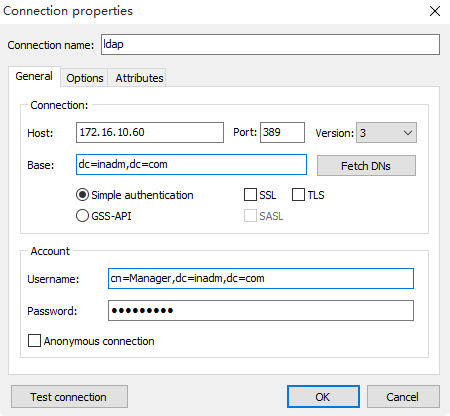 Connection properties
Connection name: ldap
General Options Attributes
Connection:
Host: 172.16.10.60 Port: 389 Version: 3
Base: dc=inadm,dc=com Fetch DNs
Simple authentication SSL TLS
GSS-API SASL
Account
Username: cn=Manager,dc=inadm,dc=com
Password: •••••••••
Anonymous connection
Test connection OK Cancel